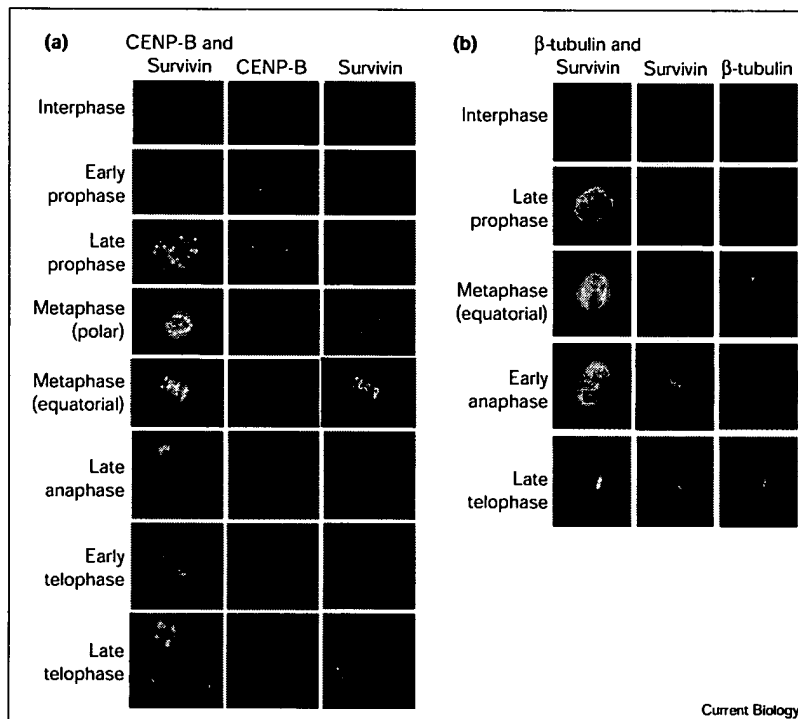 (a)
CENP-B and
Survivin CENP-B Survivin
Interphase
Early
prophase
Late
prophase
Metaphase
(polar)
Metaphase
(equatorial)
Late
anaphase
Early
telophase
Late
telophase
(b)
β-tubulin and
Survivin Survivin β-tubulin
Interphase
Late
prophase
Metaphase
(equatorial)
Early
anaphase
Late
telophase
Current Biology